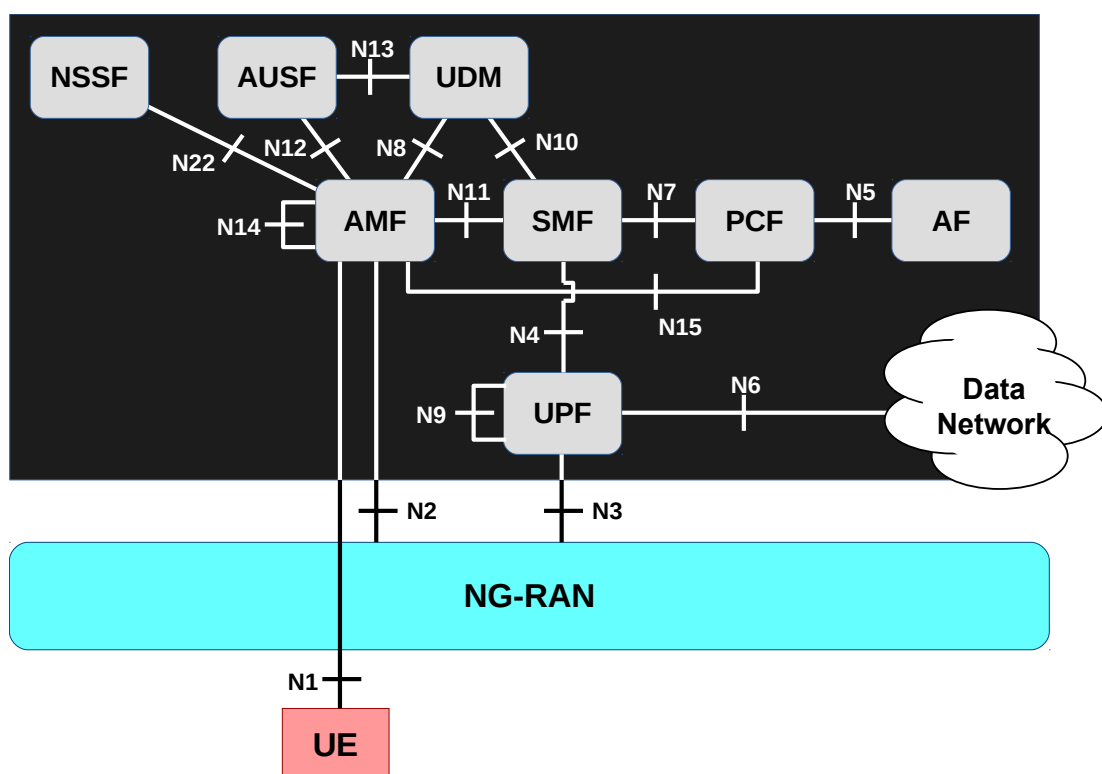 N13
NSSF
AUSF
UDM
N22
N12
N8
N10
N14
AMF
N11
SMF
N7
PCF
N5
AF
N4
N15
N9
UPF
N6
Data
Network
N2
N3
NG-RAN
N1
UE